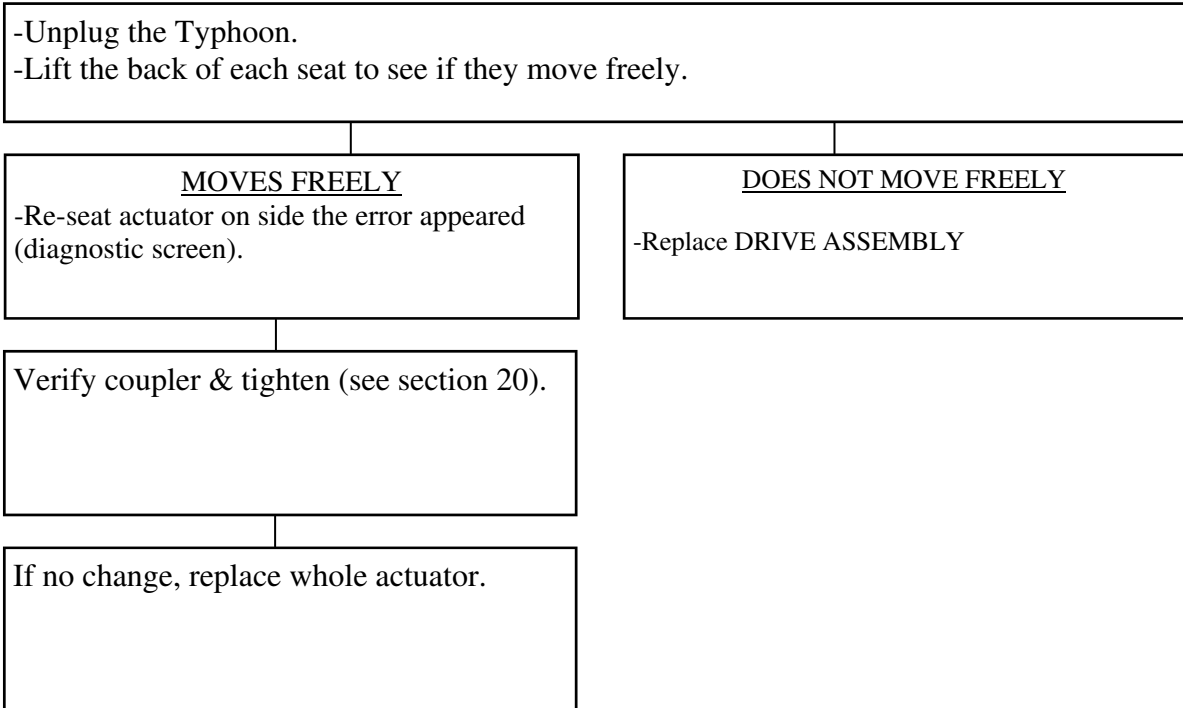 -Unplug the Typhoon.
-Lift the back of each seat to see if they move freely.
MOVES FREELY
-Re-seat actuator on side the error appeared
(diagnostic screen).
DOES NOT MOVE FREELY
-Replace DRIVE ASSEMBLY
Verify coupler & tighten (see section 20).
If no change, replace whole actuator.